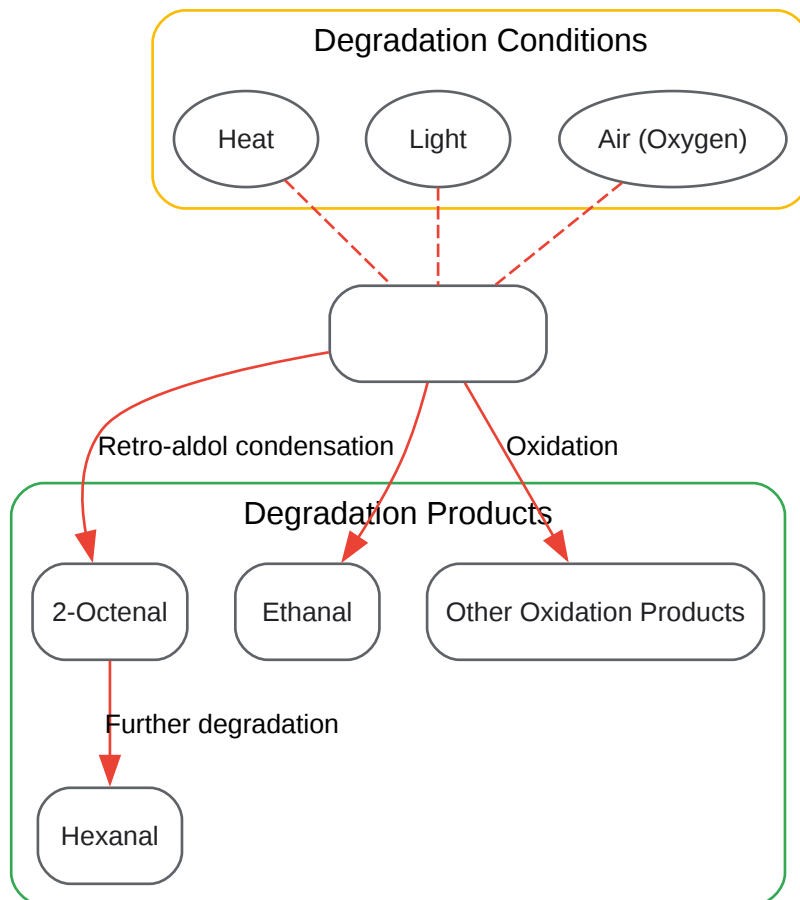 Degradation Conditions
Heat
Light
Air (Oxygen)
Retro-aldol condensation
Oxidation
Degradation Products
2-Octenal
Ethanal
Other Oxidation Products
Further degradation
Hexanal